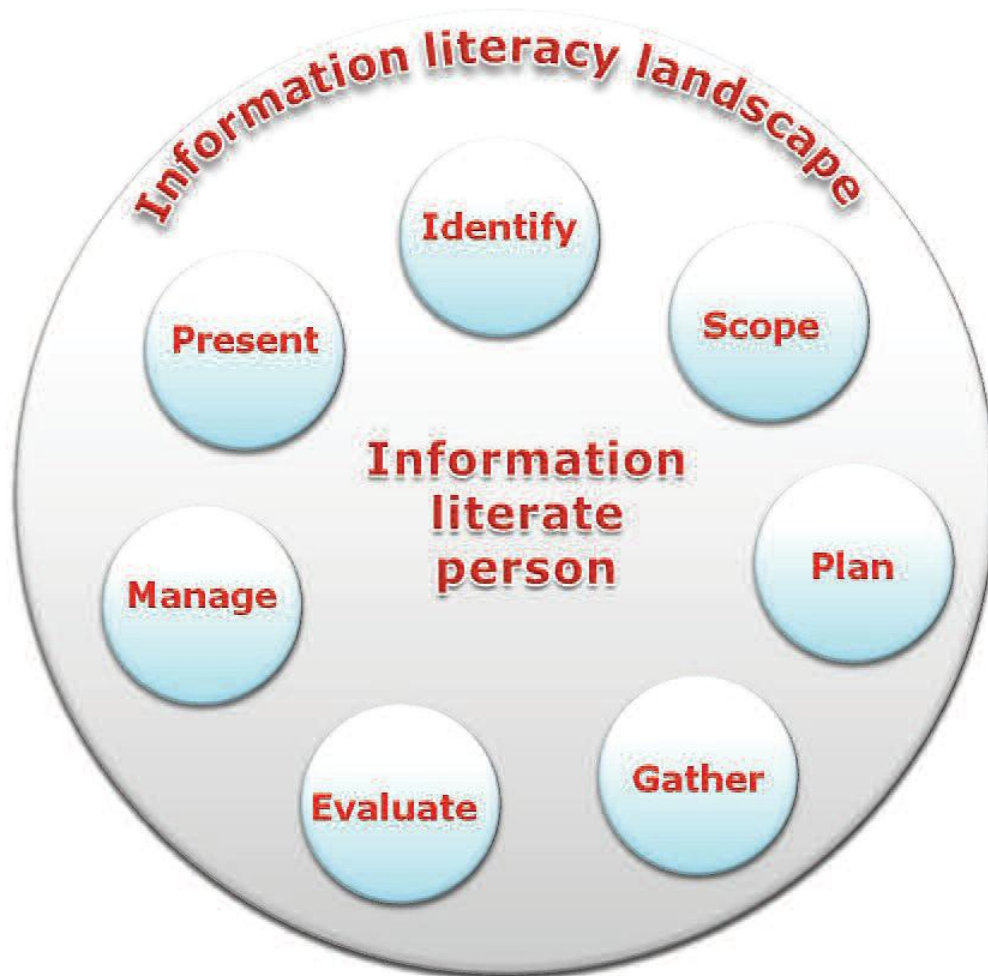 Information literacy landscape
Identify
Scope
Plan
Gather
Evaluate
Manage
Present
Information
literate
person